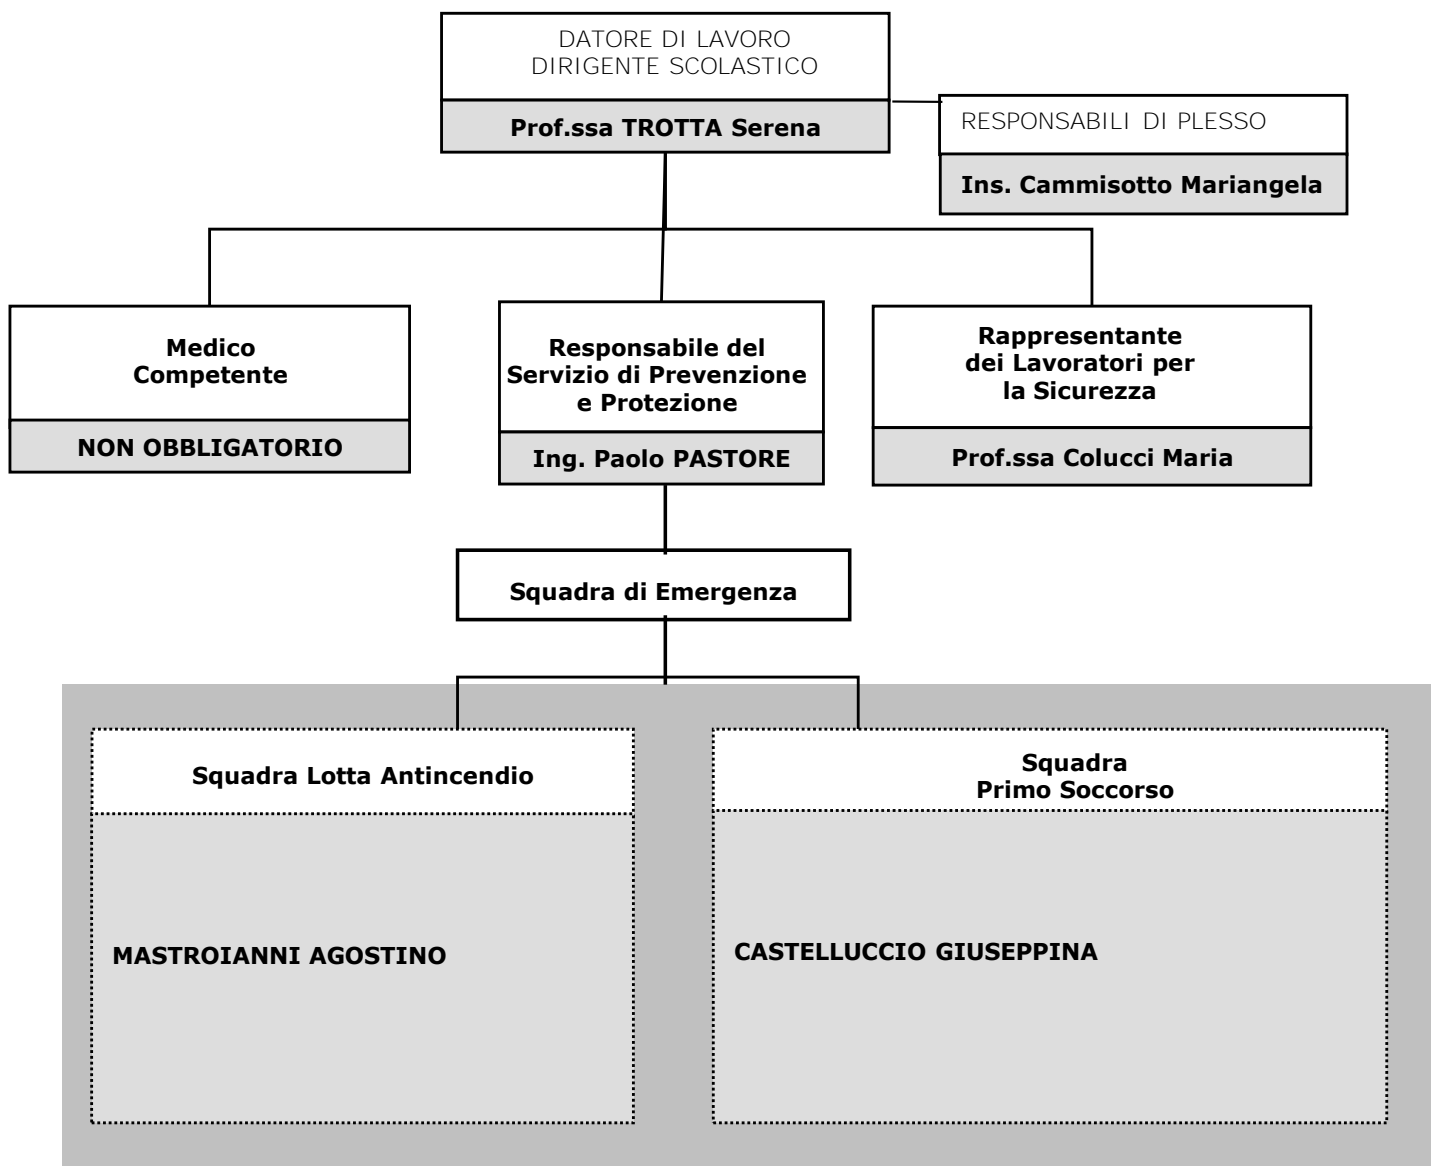 DATORE DI LAVORO
DIRIGENTE SCOLASTICO
Prof.ssa TROTTA Serena
RESPONSABILI DI PLESSO
Ins. Cammisotto Mariangela
Medico
Competente
NON OBBLIGATORIO
Responsabile del
Servizio di Prevenzione
e Protezione
Ing. Paolo PASTORE
Rappresentante
dei Lavoratori per
la Sicurezza
Prof.ssa Colucci Maria
Squadra di Emergenza
Squadra Lotta Antincendio
MASTROIANNI AGOSTINO
Squadra
Primo Soccorso
CASTELLUCCIO GIUSEPPINA